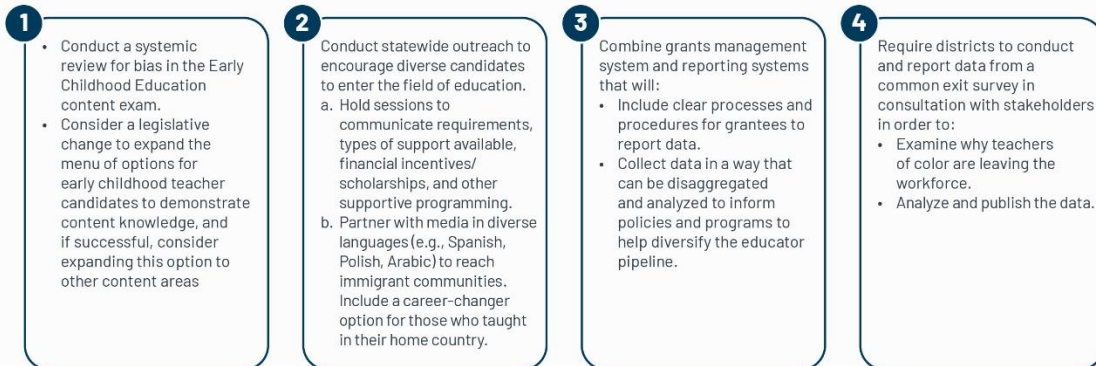 1
• Conduct a systemic
review for bias in the Early
Childhood Education
content exam.
• Consider a legislative
change to expand the
menu of options for
early childhood teacher
candidates to demonstrate
content knowledge, and
if successful, consider
expanding this option to
other content areas
2
Conduct statewide outreach to
encourage diverse candidates
to enter the field of education.
a. Hold sessions to
communicate requirements,
types of support available,
financial incentives/
scholarships, and other
supportive programming.
b. Partner with media in diverse
languages (e.g., Spanish,
Polish, Arabic) to reach
immigrant communities.
Include a career-changer
option for those who taught
in their home country.
3
Combine grants management
system and reporting systems
that will:
• Include clear processes and
procedures for grantees to
report data.
• Collect data in a way that
can be disaggregated
and analyzed to inform
policies and programs to
help diversify the educator
pipeline.
4
Require districts to conduct
and report data from a
common exit survey in
consultation with stakeholders
in order to:
• Examine why teachers
of color are leaving the
workforce.
• Analyze and publish the data.